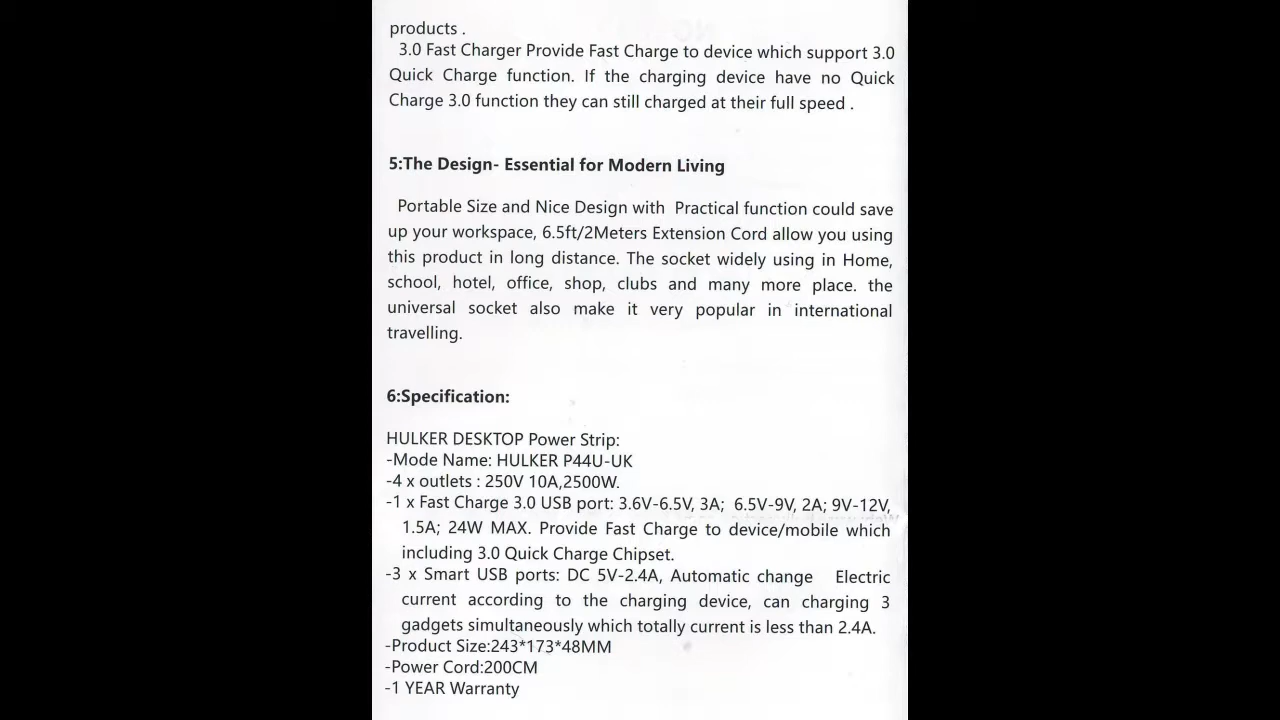 products .
3.0 Fast Charger Provide Fast Charge to device which support 3.0
Quick Charge function. If the charging device have no Quick
Charge 3.0 function they can still charged at their full speed .
5:The Design- Essential for Modern Living
Portable Size and Nice Design with Practical function could save
up your workspace, 6.5ft/2Meters Extension Cord allow you using
this product in long distance. The socket widely using in Home,
school, hotel, office, shop, clubs and many more place. the
universal socket also make it very popular in international
travelling.
6:Specification:
HULKER DESKTOP Power Strip:
-Mode Name: HULKER P44U-UK
-4 x outlets : 250V 10A,2500W.
-1 x Fast Charge 3.0 USB port: 3.6V-6.5V, 3A; 6.5V-9V, 2A; 9V-12V,
1.5A; 24W MAX. Provide Fast Charge to device/mobile which
including 3.0 Quick Charge Chipset.
-3 x Smart USB ports: DC 5V-2.4A, Automatic change Electric
current according to the charging device, can charging 3
gadgets simultaneously which totally current is less than 2.4A.
-Product Size:243*173*48MM
-Power Cord:200CM
-1 YEAR Warranty